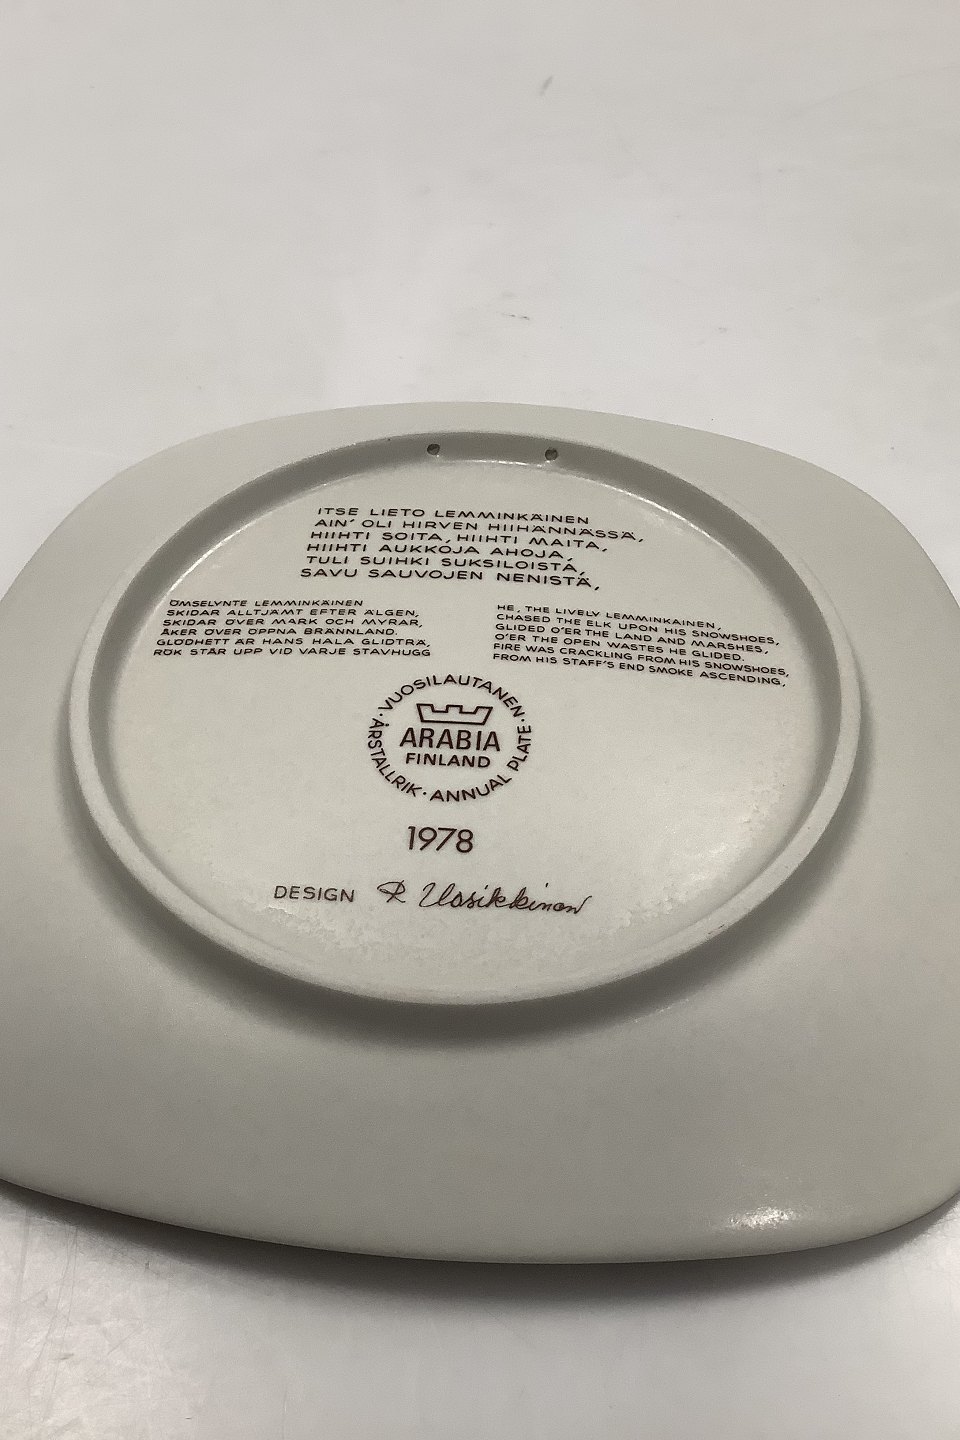 ITSE LIETO LEMMINKÄINEN
AIN' OLI HIRVEN HIIHÄNNÄSSÄ,
HIIHTI SOITA, HIIHTI MAITA,
HIIHTI AUKKOJA AHOJA,
TULI SUIHKI SUKSILOISTA,
SAVU SAUVOJEN NENISTÄ,
ÖMSELYNTE LEMMINKÄINEN
SKIDAR ALLTJÄMT EFTER ÄLGEN,
SKIDAR ÖVER MARK OCH MYRAR,
ÅKER ÖVER ÖPPNA BRÄNNLAND.
GLÖDHETT ÄR HANS HALA GLIDTRÄ,
RÖK STÅR UPP VID VARJE STAVHUGG
HE, THE LIVELY LEMMINKAINEN,
CHASED THE ELK UPON HIS SNOWSHOES,
GLIDED O'ER THE LAND AND MARSHES,
O'ER THE OPEN WASTES HE GLIDED.
FIRE WAS CRACKLING FROM HIS SNOWSHOES,
FROM HIS STAFF'S END SMOKE ASCENDING,
· VUOSILAUTANEN · ANNUAL PLATE · ÅRSTALLRIK
ARABIA
FINLAND
1978
DESIGN R Uosikkinen